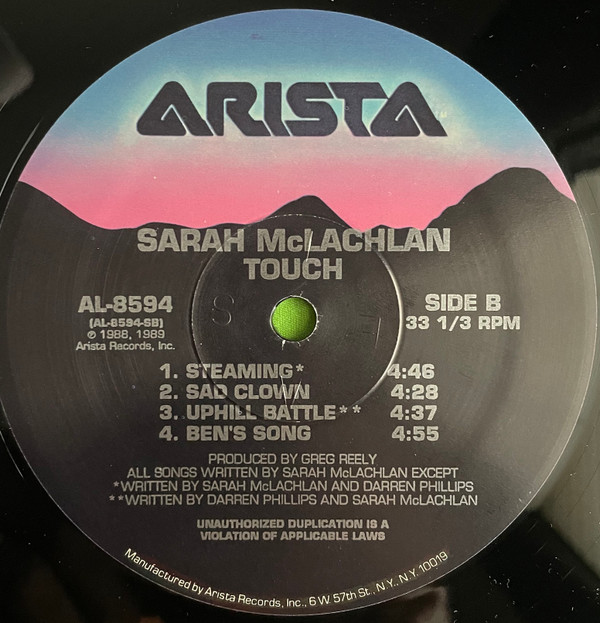 ARISTA
SARAH McLACHLAN
TOUCH
AL-8594
(AL-8594-SB)
℗ 1988, 1989
Arista Records, Inc.
SIDE B
33 1/3 RPM
1. STEAMING* 4:46
2. SAD CLOWN 4:28
3. UPHILL BATTLE** 4:37
4. BEN'S SONG 4:55
PRODUCED BY GREG REELY
ALL SONGS WRITTEN BY SARAH McLACHLAN EXCEPT
*WRITTEN BY SARAH McLACHLAN AND DARREN PHILLIPS
**WRITTEN BY DARREN PHILLIPS AND SARAH McLACHLAN
UNAUTHORIZED DUPLICATION IS A
VIOLATION OF APPLICABLE LAWS
Manufactured by Arista Records, Inc., 6 W. 57th St., N.Y., N.Y. 10019